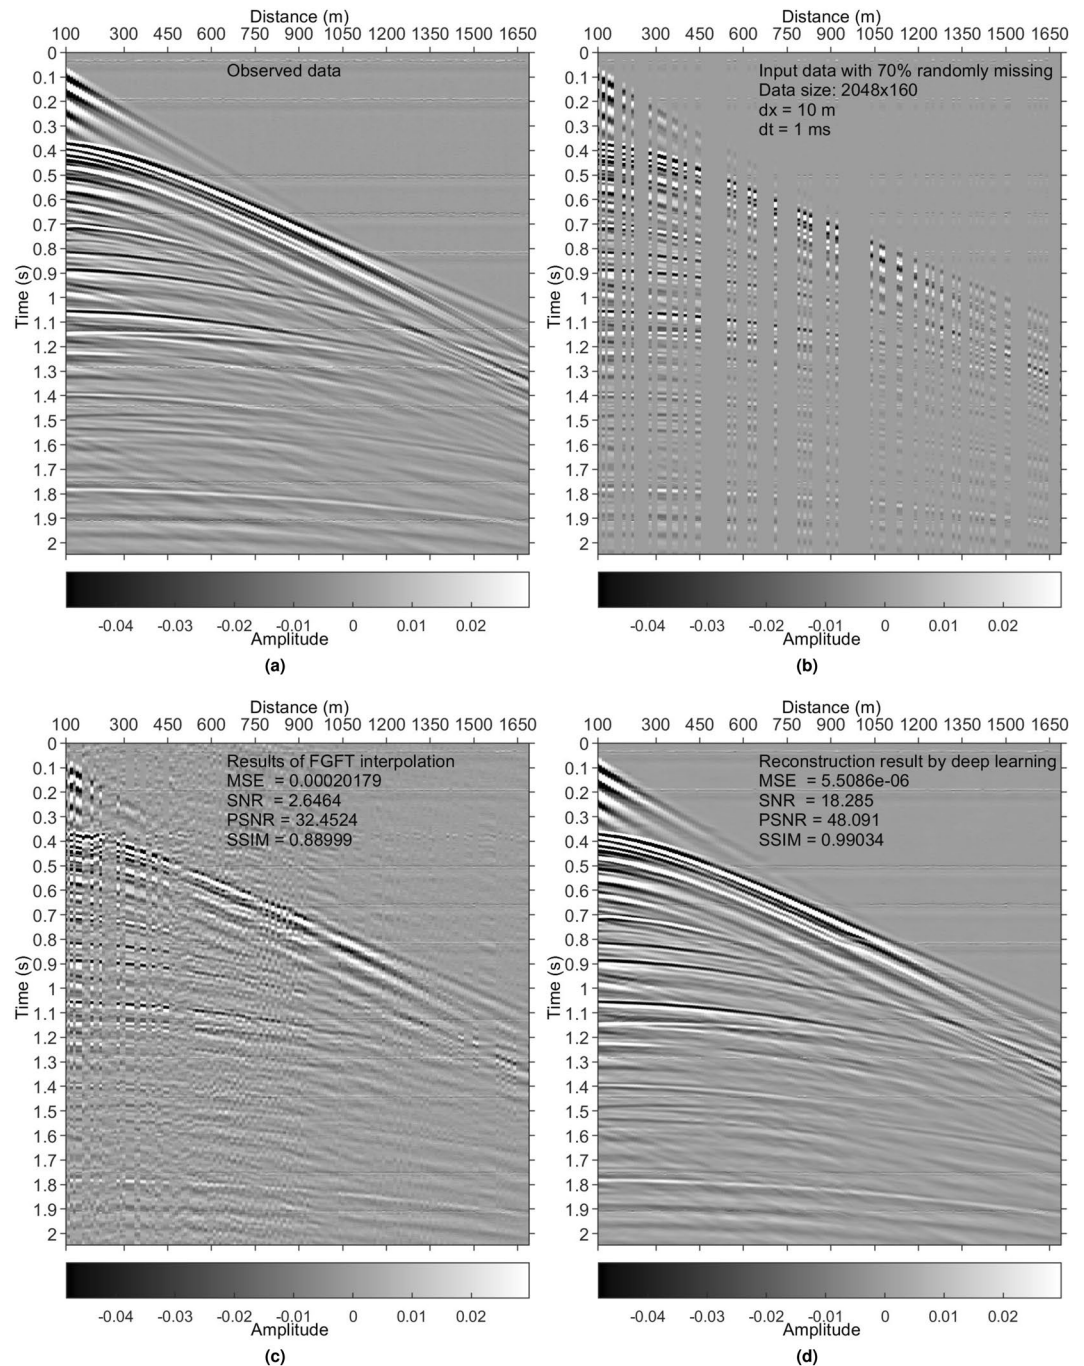 Distance (m)
100 300 450 600 750 900 1050 1200 1350 1500 1650
0
0.1
0.2
0.3
0.4
0.5
0.6
0.7
0.8
0.9
1
1.1
1.2
1.3
1.4
1.5
1.6
1.7
1.8
1.9
2
Time (s)
Observed data
-0.04 -0.03 -0.02 -0.01 0 0.01 0.02
Amplitude
(a)
Distance (m)
100 300 450 600 750 900 1050 1200 1350 1500 1650
0
0.1
0.2
0.3
0.4
0.5
0.6
0.7
0.8
0.9
1
1.1
1.2
1.3
1.4
1.5
1.6
1.7
1.8
1.9
2
Time (s)
Input data with 70% randomly missing
Data size: 2048x160
dx = 10 m
dt = 1 ms
-0.04 -0.03 -0.02 -0.01 0 0.01 0.02
Amplitude
(b)
Distance (m)
100 300 450 600 750 900 1050 1200 1350 1500 1650
0
0.1
0.2
0.3
0.4
0.5
0.6
0.7
0.8
0.9
1
1.1
1.2
1.3
1.4
1.5
1.6
1.7
1.8
1.9
2
Time (s)
Results of FGFT interpolation
MSE = 0.00020179
SNR = 2.6464
PSNR = 32.4524
SSIM = 0.88999
-0.04 -0.03 -0.02 -0.01 0 0.01 0.02
Amplitude
(c)
Distance (m)
100 300 450 600 750 900 1050 1200 1350 1500 1650
0
0.1
0.2
0.3
0.4
0.5
0.6
0.7
0.8
0.9
1
1.1
1.2
1.3
1.4
1.5
1.6
1.7
1.8
1.9
2
Time (s)
Reconstruction result by deep learning
MSE = 5.5086e-06
SNR = 18.285
PSNR = 48.091
SSIM = 0.99034
-0.04 -0.03 -0.02 -0.01 0 0.01 0.02
Amplitude
(d)